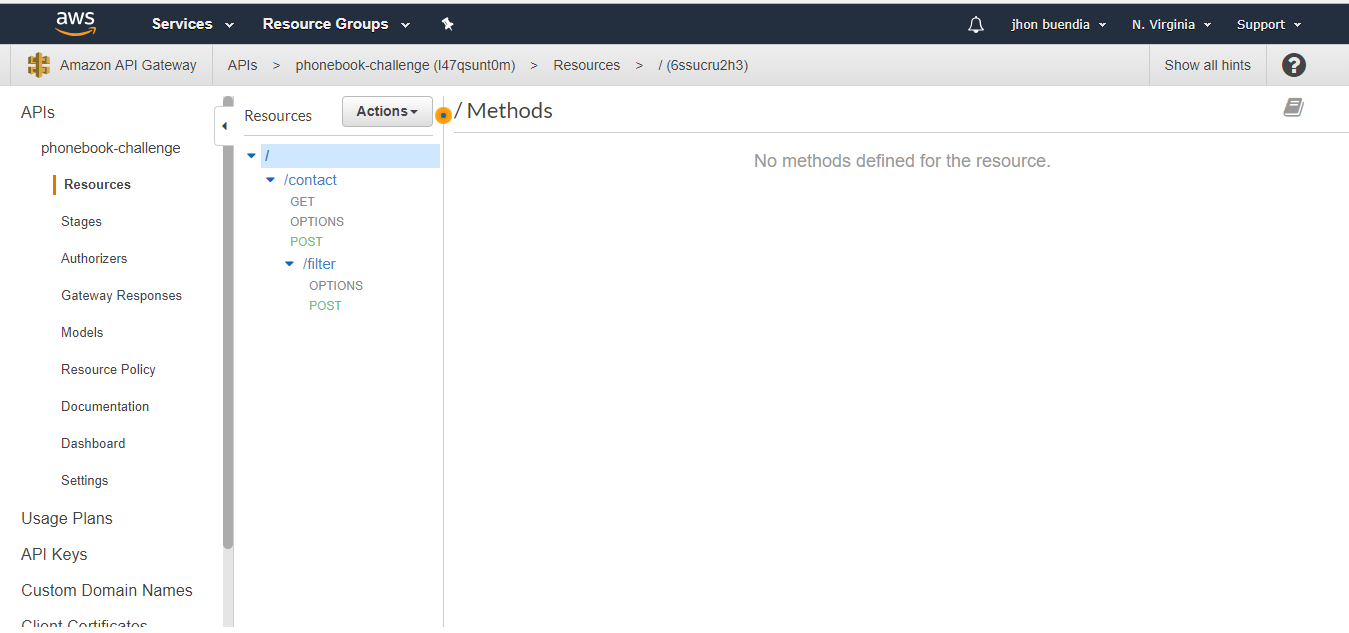 aws Services Resource Groups jhon buendia N. Virginia Support
Amazon API Gateway APIs > phonebook-challenge (l47qsunt0m) > Resources > / (6ssucru2h3) Show all hints ?
APIs
phonebook-challenge
Resources
Stages
Authorizers
Gateway Responses
Models
Resource Policy
Documentation
Dashboard
Settings
Usage Plans
API Keys
Custom Domain Names
Client Certificates
Resources Actions
/
/contact
GET
OPTIONS
POST
/filter
OPTIONS
POST
/ Methods
No methods defined for the resource.